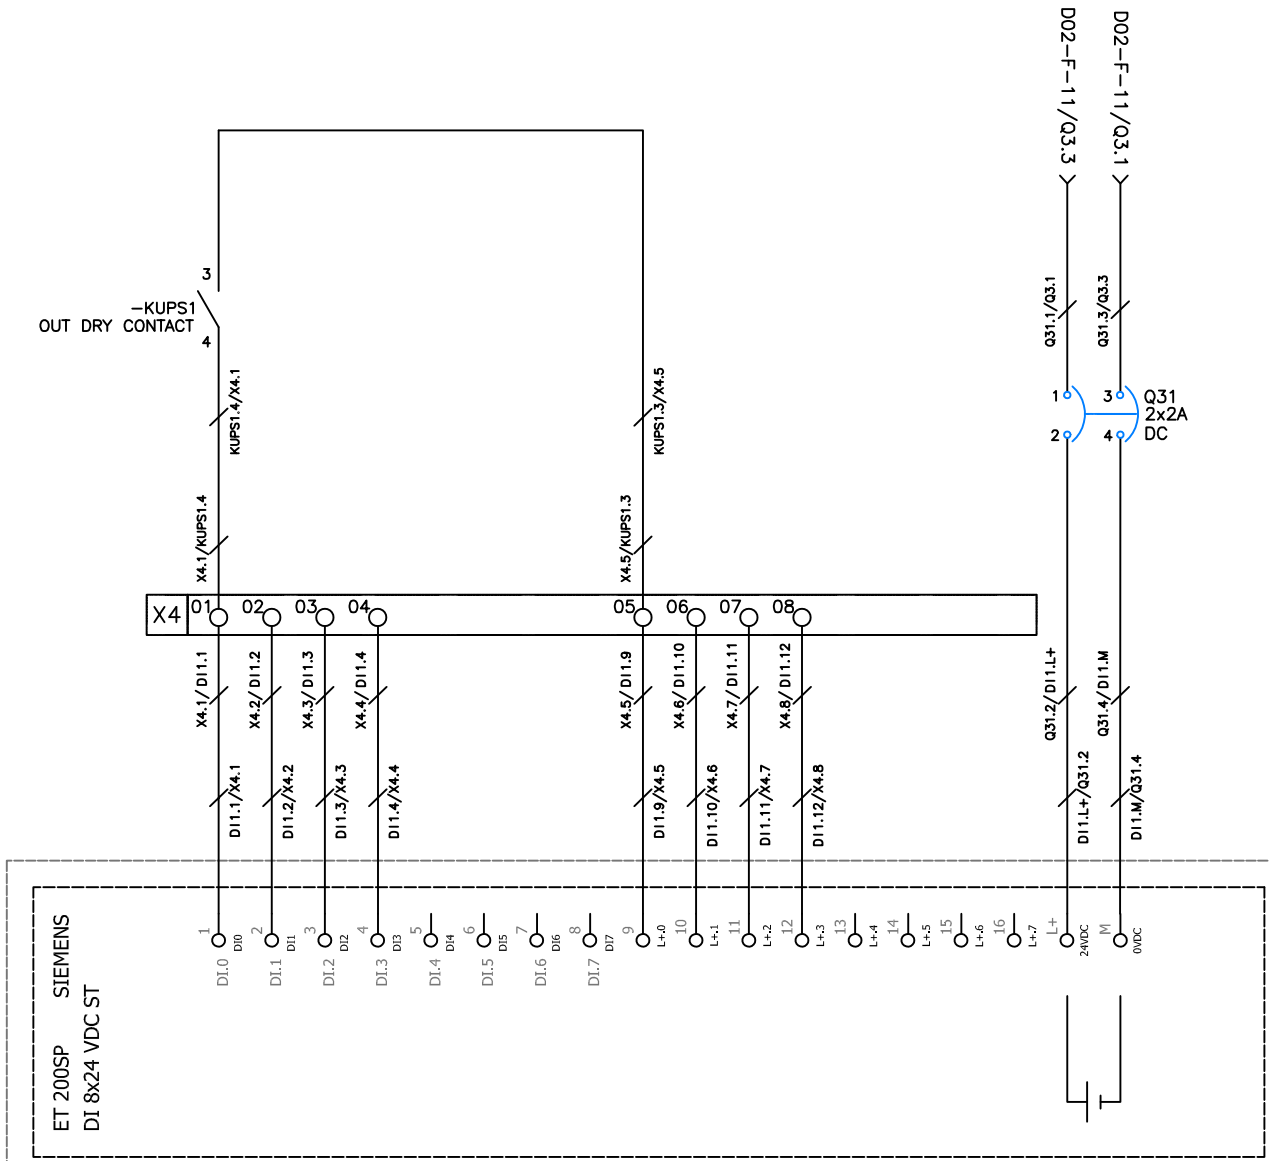 D02-F-11/Q3.3
D02-F-11/Q3.1
3
-KUPS1
OUT DRY CONTACT
4
Q31.1/Q3.1
Q31.3/Q3.3
1
3
Q31
2x2A
2
4
DC
KUPS1.4/X4.1
KUPS1.3/X4.5
X4.1/KUPS1.4
X4.5/KUPS1.3
X4
01
02
03
04
05
06
07
08
X4.1/DI1.1
X4.2/DI1.2
X4.3/DI1.3
X4.4/DI1.4
X4.5/DI1.9
X4.6/DI1.10
X4.7/DI1.11
X4.8/DI1.12
Q31.2/DI1.L+
Q31.4/DI1.M
DI1.1/X4.1
DI1.2/X4.2
DI1.3/X4.3
DI1.4/X4.4
DI1.9/X4.5
DI1.10/X4.6
DI1.11/X4.7
DI1.12/X4.8
DI1.L+/Q31.2
DI1.M/Q31.4
ET 200SP SIEMENS
DI 8x24 VDC ST
1
2
3
4
5
6
7
8
9
10
11
12
13
14
15
16
L+
M
DI0
DI1
DI2
DI3
DI4
DI5
DI6
DI7
L+.0
L+.1
L+.2
L+.3
L+.4
L+.5
L+.6
L+.7
24VDC
0VDC
DI.0
DI.1
DI.2
DI.3
DI.4
DI.5
DI.6
DI.7